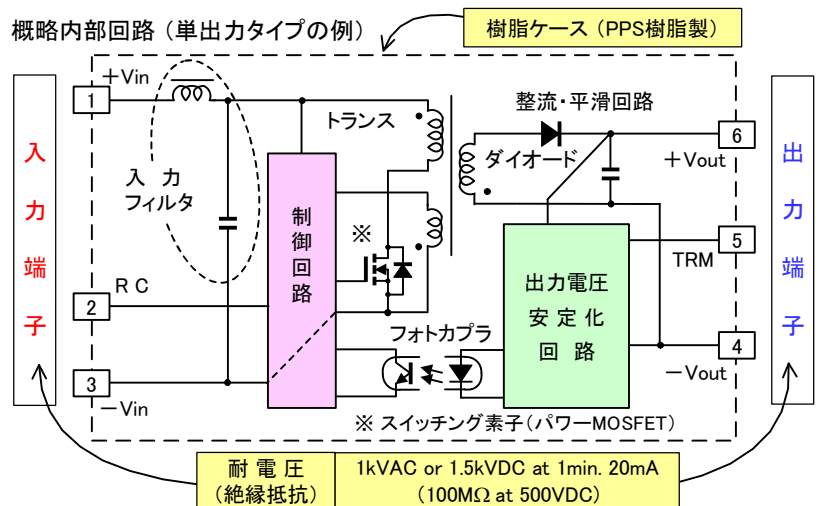 概略内部回路（単出力タイプの例）
樹脂ケース（PPS樹脂製）
入力端子
出力端子
+Vin
1
トランス
整流・平滑回路
6
ダイオード
+Vout
入力
フィルタ
制御回路
※
5
TRM
出力電圧
安定化
回路
RC
2
フォトカプラ
4
−Vout
3
−Vin
※ スイッチング素子（パワーMOSFET）
耐電圧
（絶縁抵抗）
1kVAC or 1.5kVDC at 1min. 20mA
（100MΩ at 500VDC）